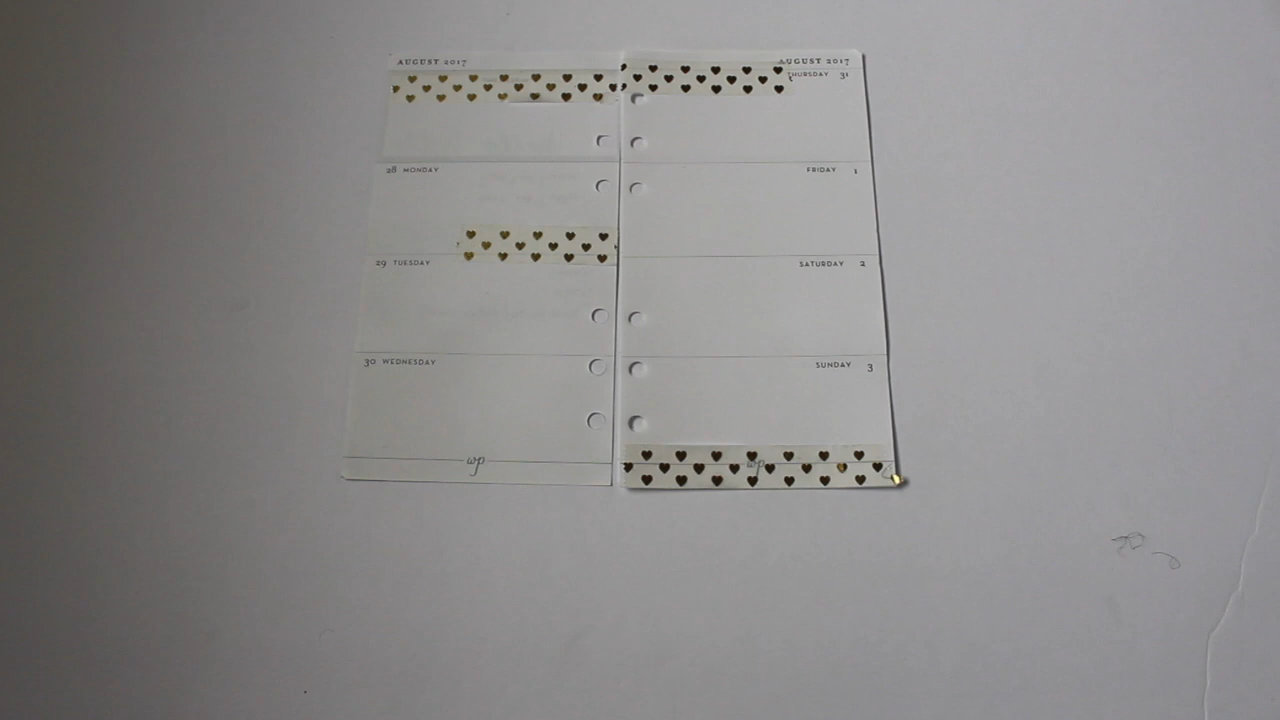 AUGUST 2017
28 MONDAY
29 TUESDAY
30 WEDNESDAY
wp
AUGUST 2017
THURSDAY 31
FRIDAY 1
SATURDAY 2
SUNDAY 3
wp